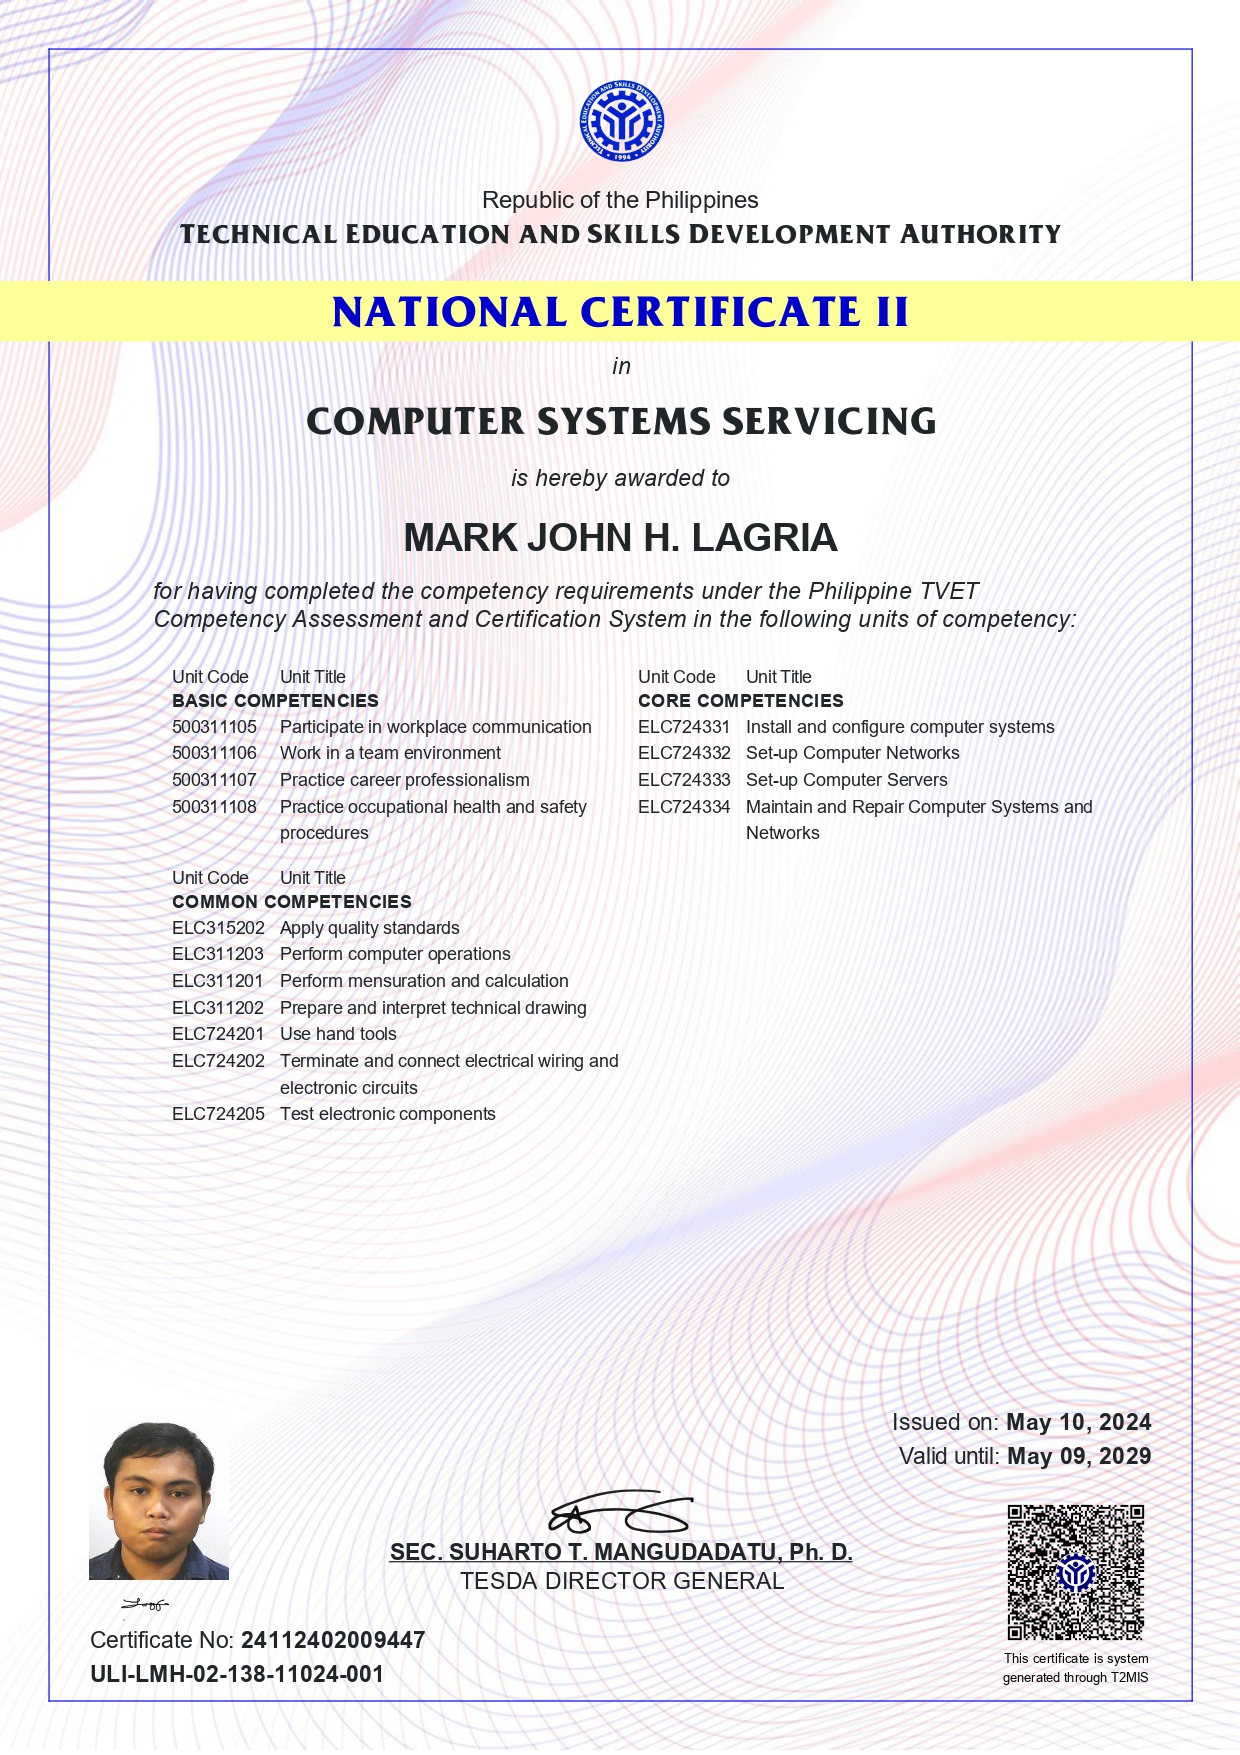 TECHNICAL EDUCATION AND SKILLS DEVELOPMENT AUTHORITY
• 1994 •
Republic of the Philippines
TECHNICAL EDUCATION AND SKILLS DEVELOPMENT AUTHORITY
NATIONAL CERTIFICATE II
in
COMPUTER SYSTEMS SERVICING
is hereby awarded to
MARK JOHN H. LAGRIA
for having completed the competency requirements under the Philippine TVET
Competency Assessment and Certification System in the following units of competency:
Unit Code Unit Title
BASIC COMPETENCIES
500311105 Participate in workplace communication
500311106 Work in a team environment
500311107 Practice career professionalism
500311108 Practice occupational health and safety
procedures
Unit Code Unit Title
CORE COMPETENCIES
ELC724331 Install and configure computer systems
ELC724332 Set-up Computer Networks
ELC724333 Set-up Computer Servers
ELC724334 Maintain and Repair Computer Systems and
Networks
Unit Code Unit Title
COMMON COMPETENCIES
ELC315202 Apply quality standards
ELC311203 Perform computer operations
ELC311201 Perform mensuration and calculation
ELC311202 Prepare and interpret technical drawing
ELC724201 Use hand tools
ELC724202 Terminate and connect electrical wiring and
electronic circuits
ELC724205 Test electronic components
Issued on: May 10, 2024
Valid until: May 09, 2029
SEC. SUHARTO T. MANGUDADATU, Ph. D.
TESDA DIRECTOR GENERAL
Certificate No: 24112402009447
ULI-LMH-02-138-11024-001
This certificate is system
generated through T2MIS